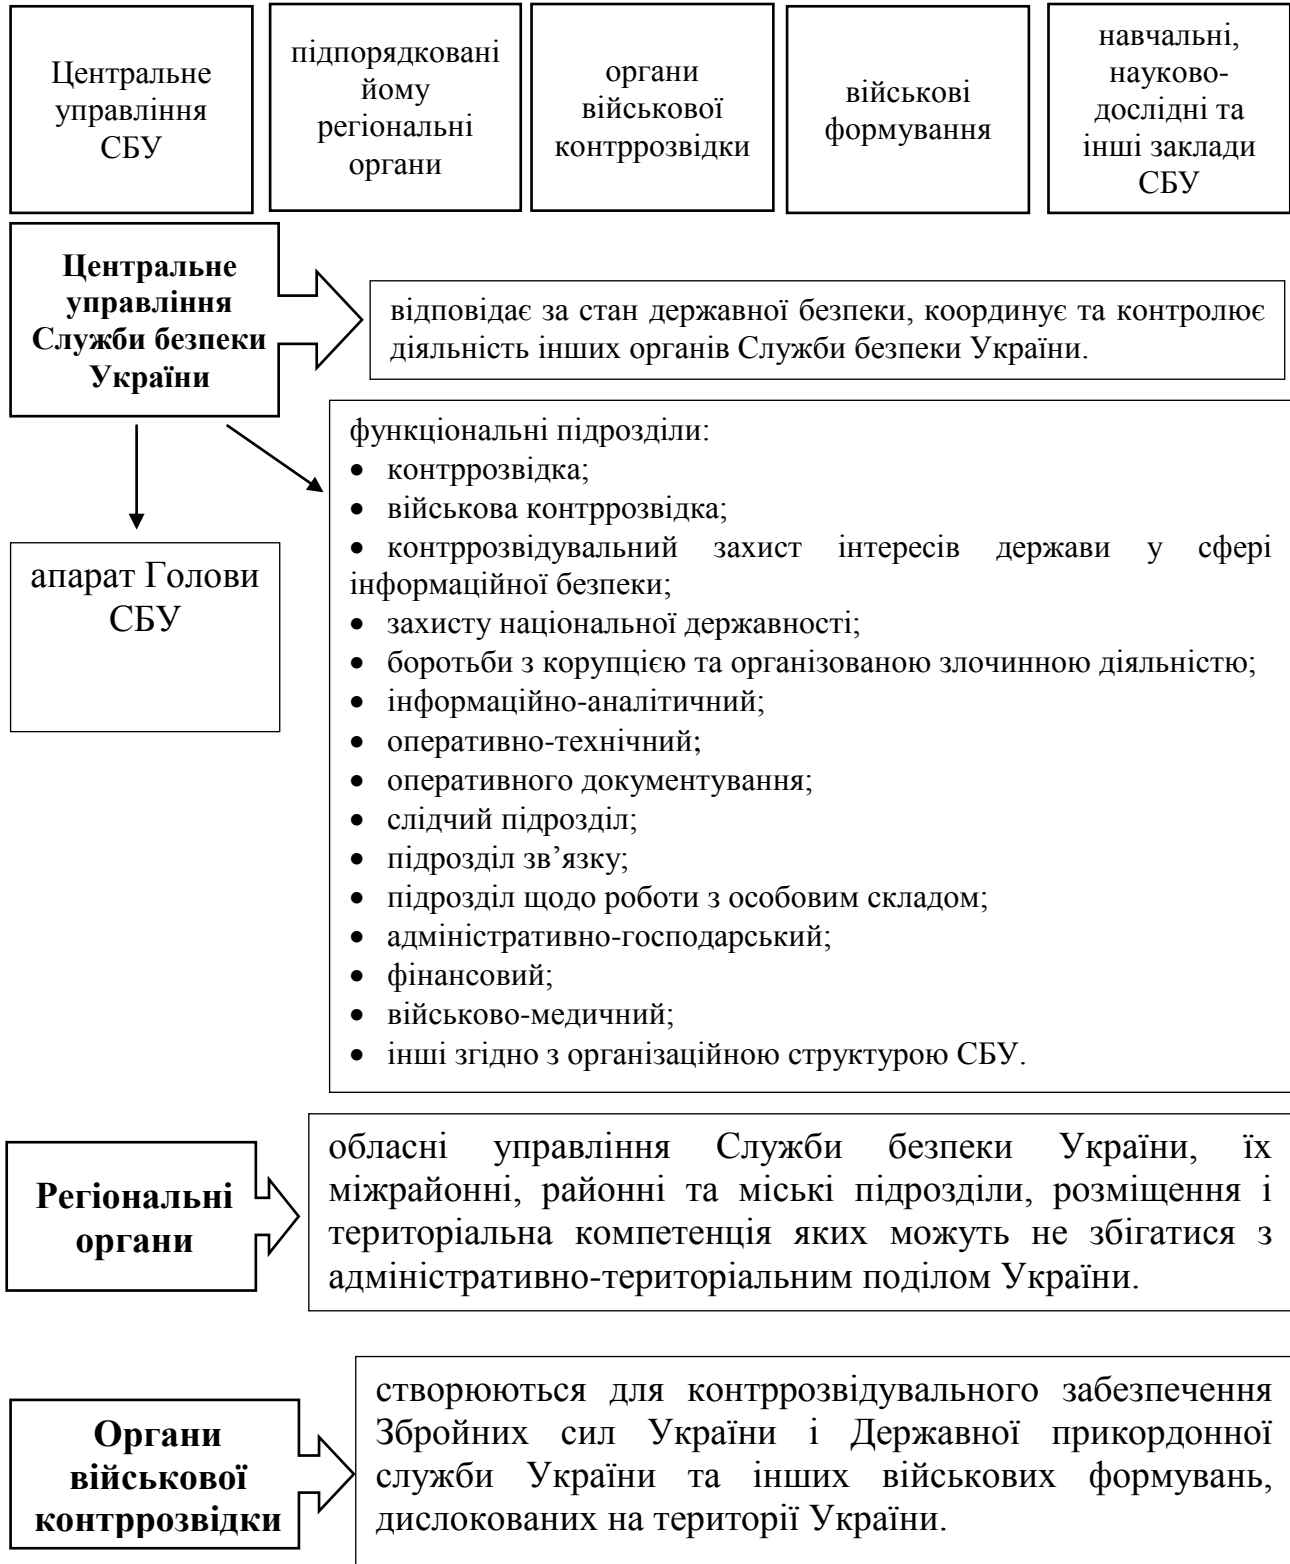 Центральне
управління
СБУ
підпорядковані
йому
регіональні
органи
органи
військової
контррозвідки
військові
формування
навчальні,
науково-
дослідні та
інші заклади
СБУ
Центральне
управління
Служби безпеки
України
відповідає за стан державної безпеки, координує та контролює
діяльність інших органів Служби безпеки України.
функціональні підрозділи:
• контррозвідка;
• військова контррозвідка;
• контррозвідувальний захист інтересів держави у сфері
інформаційної безпеки;
• захисту національної державності;
• боротьби з корупцією та організованою злочинною діяльністю;
• інформаційно-аналітичний;
• оперативно-технічний;
• оперативного документування;
• слідчий підрозділ;
• підрозділ зв’язку;
• підрозділ щодо роботи з особовим складом;
• адміністративно-господарський;
• фінансовий;
• військово-медичний;
• інші згідно з організаційною структурою СБУ.
апарат Голови
СБУ
Регіональні
органи
обласні управління Служби безпеки України, їх
міжрайонні, районні та міські підрозділи, розміщення і
територіальна компетенція яких можуть не збігатися з
адміністративно-територіальним поділом України.
Органи
військової
контррозвідки
створюються для контррозвідувального забезпечення
Збройних сил України і Державної прикордонної
служби України та інших військових формувань,
дислокованих на території України.